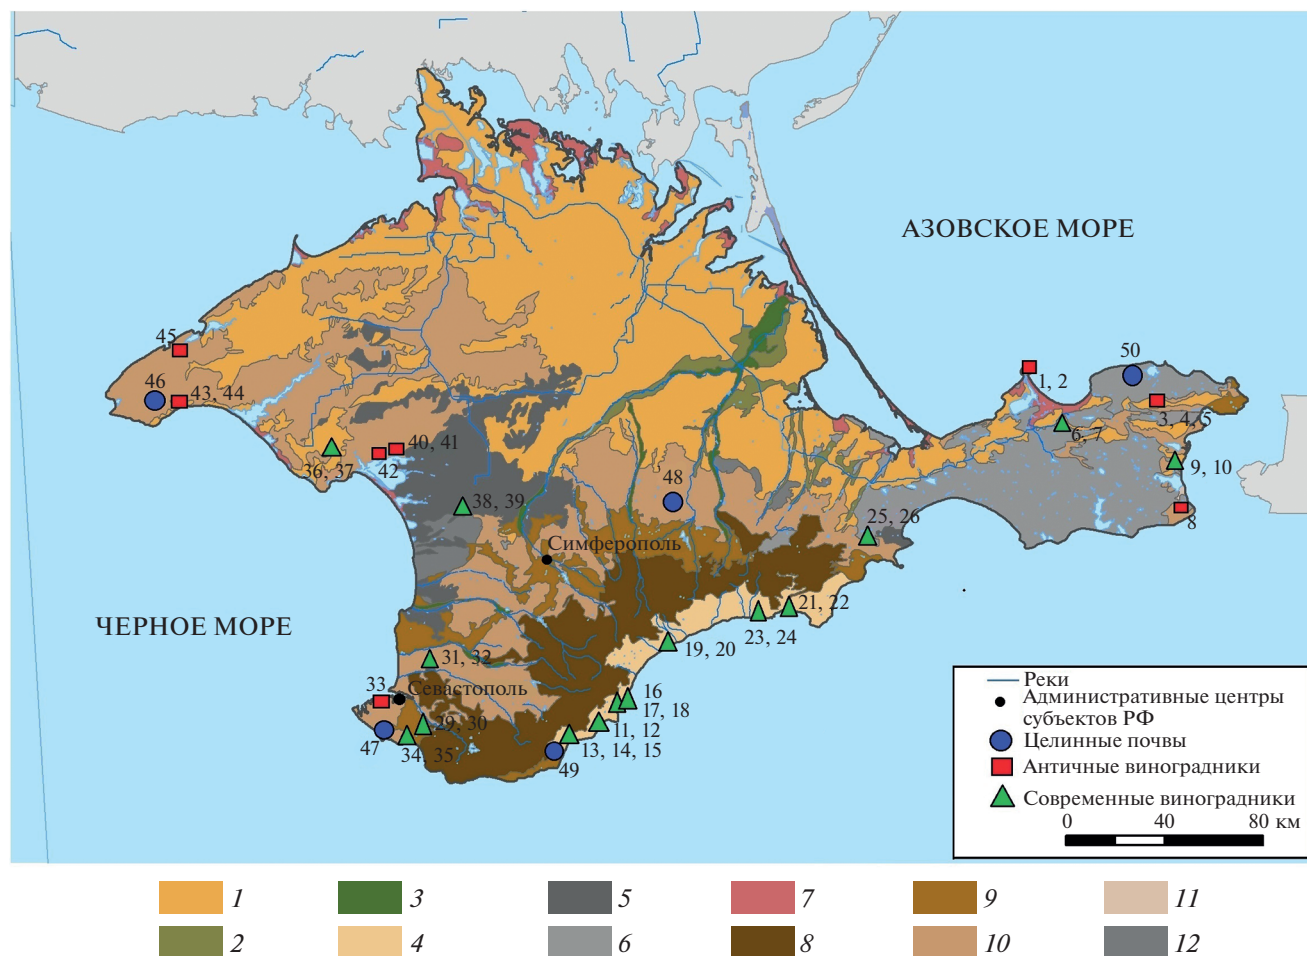 АЗОВСКОЕ МОРЕ
45
46
43, 44
50
1, 2
3, 4, 5
6, 7
40, 41
42
36, 37
9, 10
48
38, 39
8
25, 26
Симферополь
21, 22
23, 24
ЧЕРНОЕ МОРЕ
19, 20
31, 32
33
Севастополь
16
17, 18
29, 30
11, 12
47
34, 35
13, 14, 15
49
Реки
Административные центры
субъектов РФ
Целинные почвы
Античные виноградники
Современные виноградники
0 40 80 км
1 3 5 7 9 11
2 4 6 8 10 12